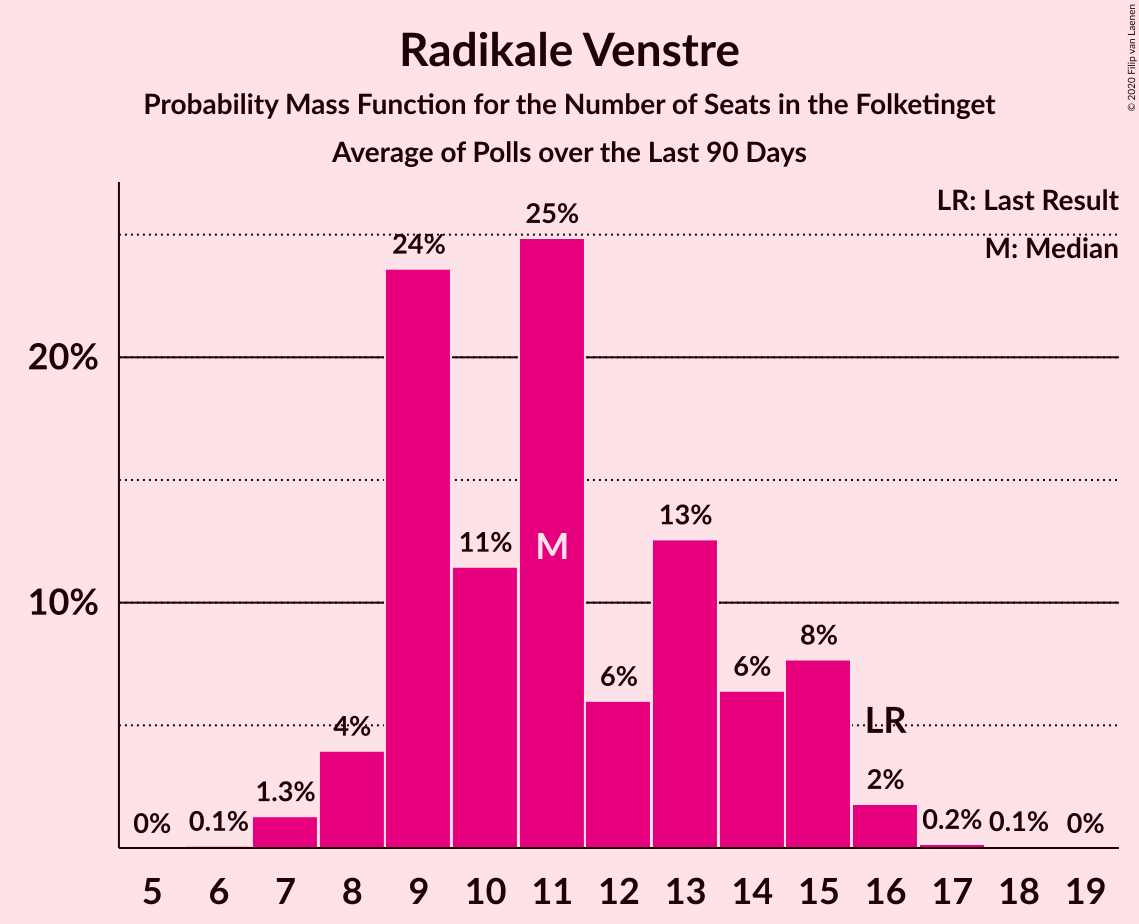 Radikale Venstre
Probability Mass Function for the Number of Seats in the Folketinget
Average of Polls over the Last 90 Days
© 2020 Filip van Laenen
LR: Last Result
M: Median
20%
10%
0%
0.1%
1.3%
4%
24%
11%
25%
M
6%
13%
6%
8%
LR
2%
0.2%
0.1%
0%
5 6 7 8 9 10 11 12 13 14 15 16 17 18 19